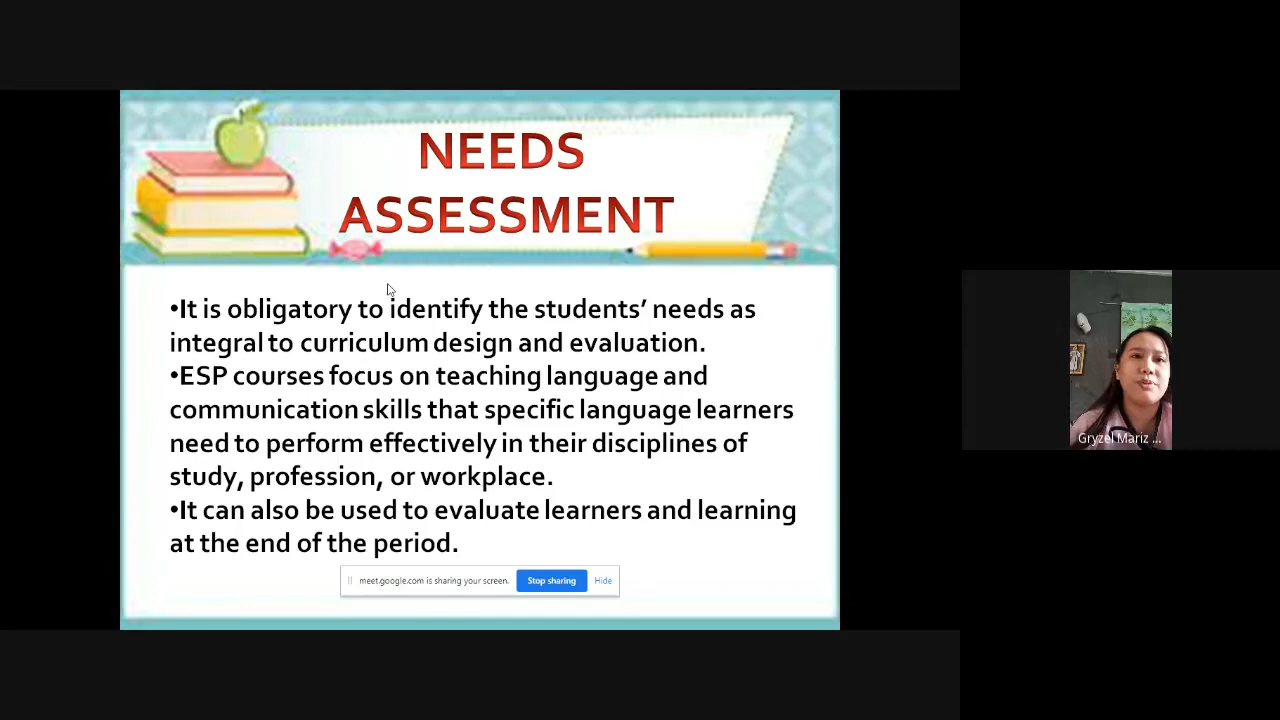 NEEDS
ASSESSMENT
•It is obligatory to identify the students’ needs as
integral to curriculum design and evaluation.
•ESP courses focus on teaching language and
communication skills that specific language learners
need to perform effectively in their disciplines of
study, profession, or workplace.
•It can also be used to evaluate learners and learning
at the end of the period.
meet.google.com is sharing your screen. Stop sharing Hide
Gryzel Mariz ...